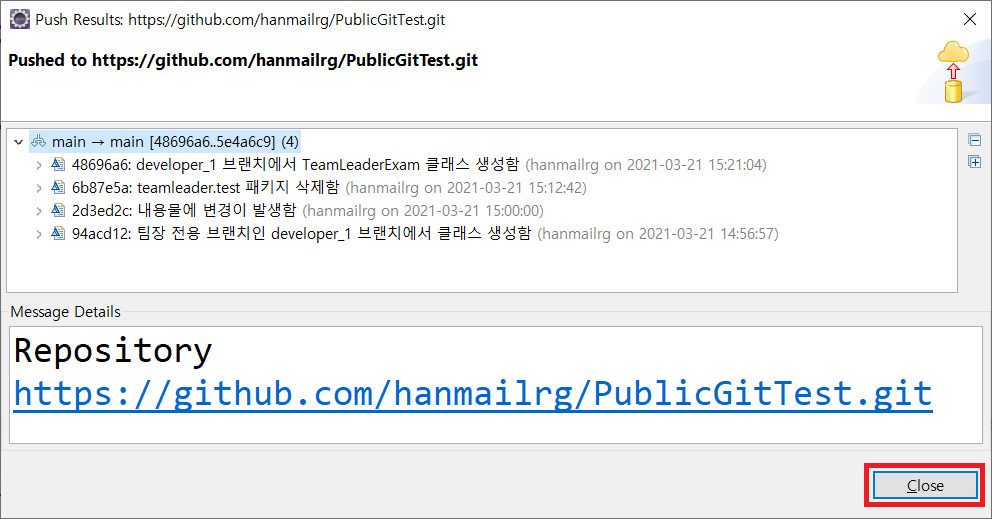 Push Results: https://github.com/hanmailrg/PublicGitTest.git
Pushed to https://github.com/hanmailrg/PublicGitTest.git
main → main [48696a6..5e4a6c9] (4)
48696a6: developer_1 브랜치에서 TeamLeaderExam 클래스 생성함 (hanmailrg on 2021-03-21 15:21:04)
6b87e5a: teamleader.test 패키지 삭제함 (hanmailrg on 2021-03-21 15:12:42)
2d3ed2c: 내용물에 변경이 발생함 (hanmailrg on 2021-03-21 15:00:00)
94acd12: 팀장 전용 브랜치인 developer_1 브랜치에서 클래스 생성함 (hanmailrg on 2021-03-21 14:56:57)
Message Details
Repository
https://github.com/hanmailrg/PublicGitTest.git
Close